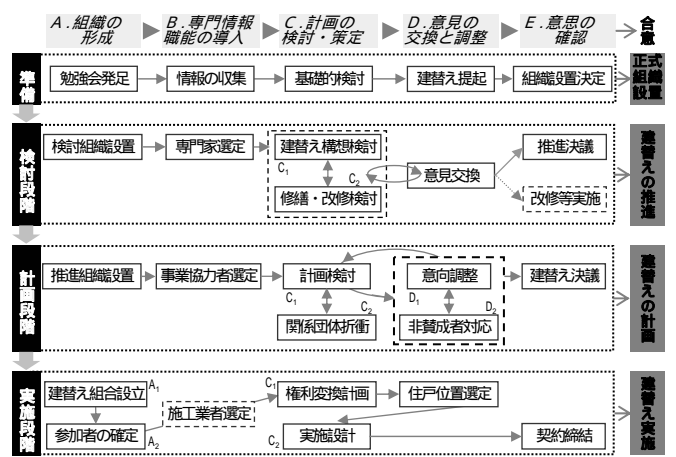 A.組織の
形成
B.専門情報
職能の導入
C.計画の
検討・策定
D.意見の
交換と調整
E.意思の
確認
合意
準備
勉強会発足
情報の収集
基礎的検討
建替え提起
組織設置決定
正式
組織
設置
検討段階
検討組織設置
専門家選定
建替え構想検討
C1
C2
修繕・改修検討
意見交換
推進決議
改修等実施
建替えの推進
計画段階
推進組織設置
事業協力者選定
計画検討
C1
C2
関係団体折衝
意向調整
D1
D2
非賛成者対応
建替え決議
建替えの計画
実施段階
建替え組合設立
A1
参加者の確定
A2
施工業者選定
C1
権利変換計画
住戸位置選定
C2
実施設計
契約締結
建替え実施